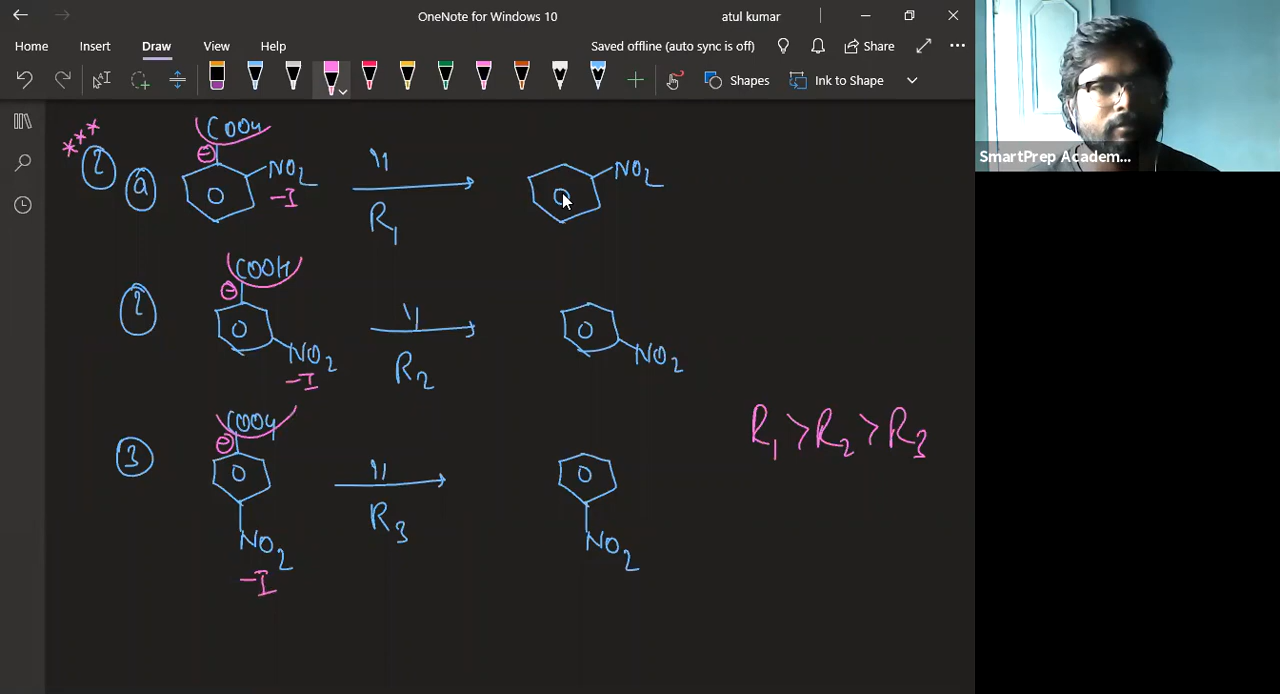 OneNote for Windows 10
atul kumar
Home Insert Draw View Help
Saved offline (auto sync is off)
Share
Shapes
Ink to Shape
SmartPrep Academ...
***
2 a COOH
⊖ NO2
-I
" R1
NO2
2 COOH
⊖ NO2
-I
" R2
NO2
3 COOH
⊖
NO2
-I
" R3
NO2
R1 > R2 > R3